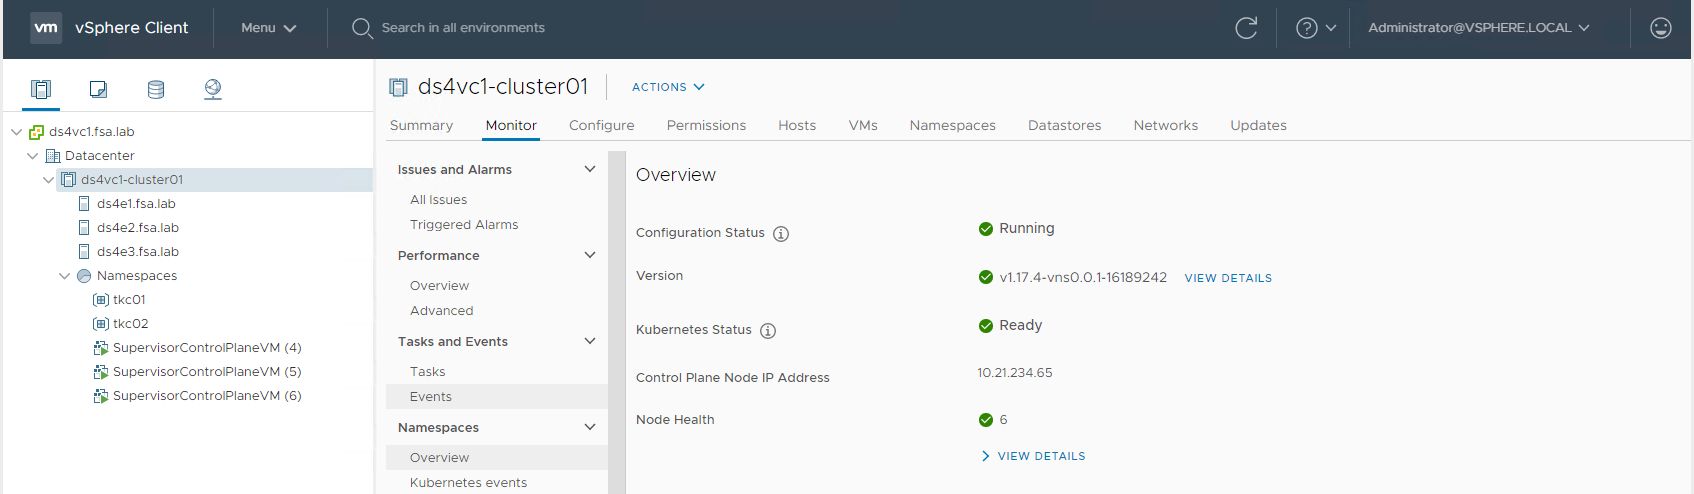 vm vSphere Client Menu Search in all environments Administrator@VSPHERE.LOCAL
ds4vc1.fsa.lab
Datacenter
ds4vc1-cluster01
ds4e1.fsa.lab
ds4e2.fsa.lab
ds4e3.fsa.lab
Namespaces
tkc01
tkc02
SupervisorControlPlaneVM (4)
SupervisorControlPlaneVM (5)
SupervisorControlPlaneVM (6)
ds4vc1-cluster01 ACTIONS
Summary Monitor Configure Permissions Hosts VMs Namespaces Datastores Networks Updates
Issues and Alarms
All Issues
Triggered Alarms
Performance
Overview
Advanced
Tasks and Events
Tasks
Events
Namespaces
Overview
Kubernetes events
Overview
Configuration Status Running
Version v1.17.4-vns0.0.1-16189242 VIEW DETAILS
Kubernetes Status Ready
Control Plane Node IP Address 10.21.234.65
Node Health 6
VIEW DETAILS